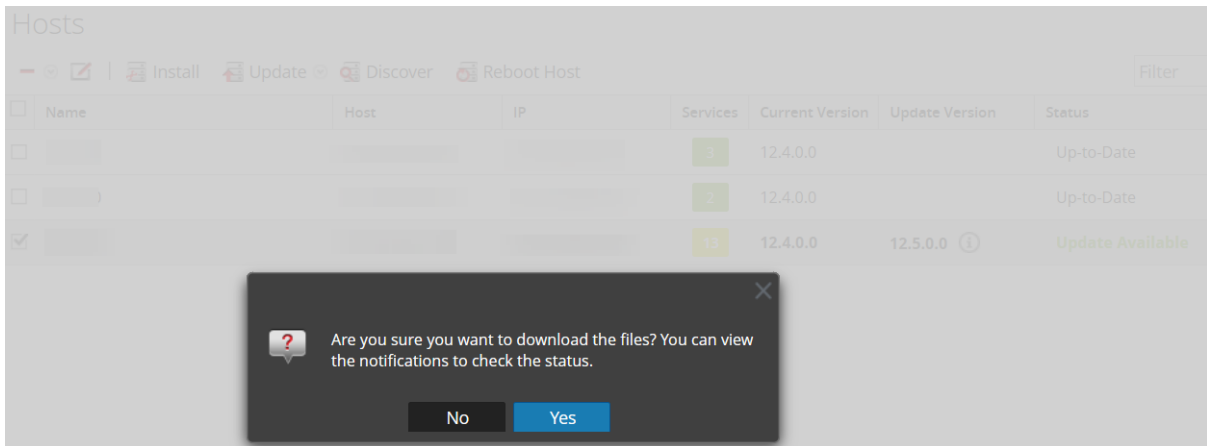 Hosts
Install Update Discover Reboot Host Filter
Name Host IP Services Current Version Update Version Status
3 12.4.0.0 Up-to-Date
2 12.4.0.0 Up-to-Date
13 12.4.0.0 12.5.0.0 Update Available
Are you sure you want to download the files? You can view
the notifications to check the status.
No Yes